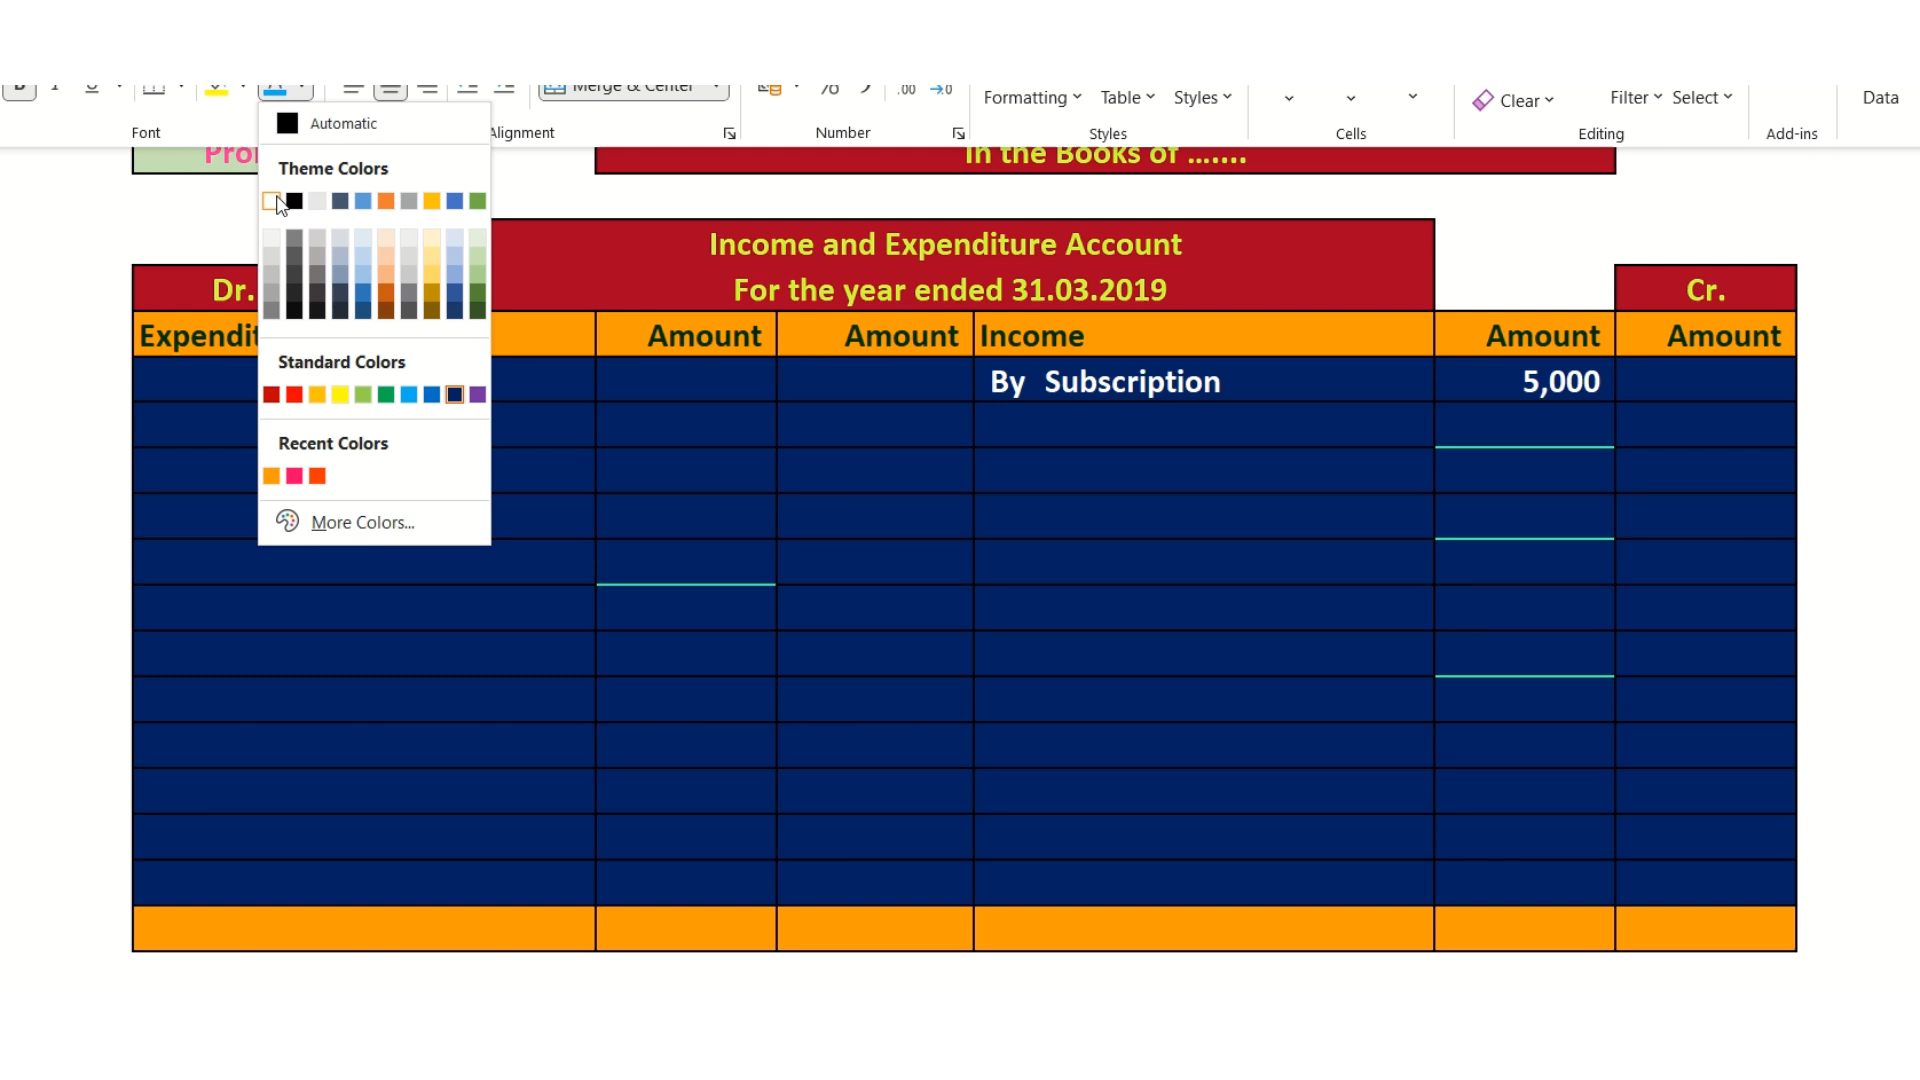 B I U Merge & Center % .00
Formatting Table Styles Clear Filter Select Data
Font Alignment Number Styles Cells Editing Add-ins
Automatic
Theme Colors
Standard Colors
Recent Colors
More Colors...
In the Books of .......
Income and Expenditure Account
Dr. For the year ended 31.03.2019 Cr.
Amount Amount Income Amount Amount
By Subscription 5,000